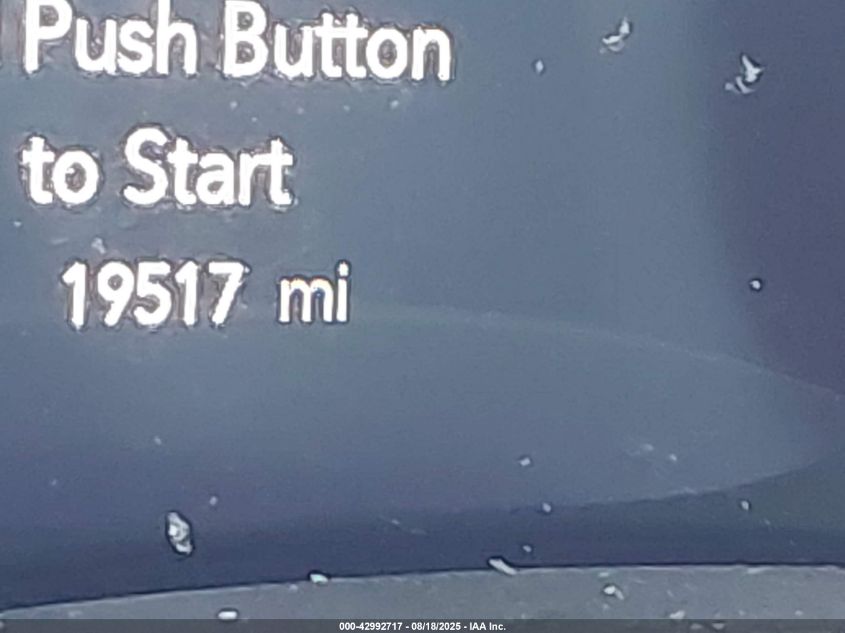 Push Button
to Start
19517 mi
000-42992717 - 08/18/2025 - IAA Inc.